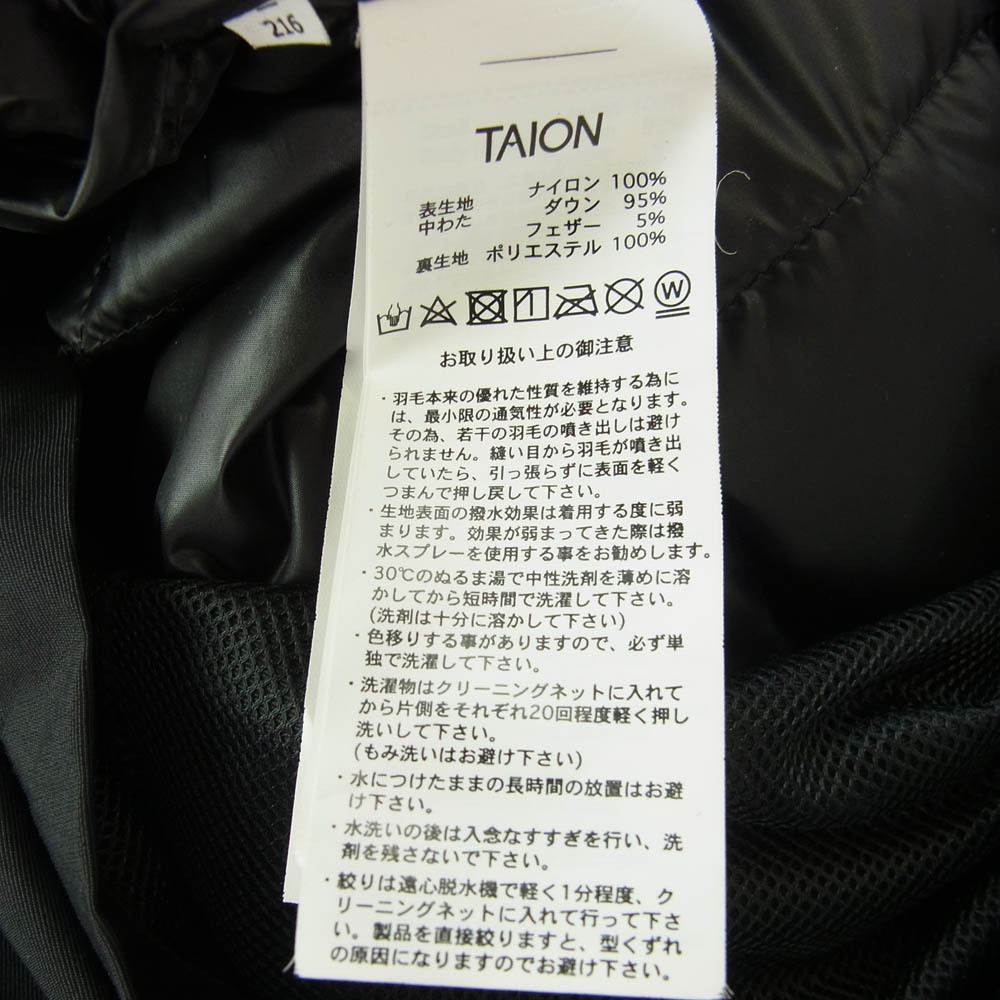 216
TAION
表生地 ナイロン 100%
中わた ダウン 95%
フェザー 5%
裏生地 ポリエステル 100%
W
お取り扱い上の御注意
・羽毛本来の優れた性質を維持する為に
は、最小限の通気性が必要となります。
その為、若干の羽毛の噴き出しは避け
られません。縫い目から羽毛が噴き出
していたら、引っ張らずに表面を軽く
つまんで押し戻して下さい。
・生地表面の撥水効果は着用する度に弱
まります。効果が弱まってきた際は撥
水スプレーを使用する事をお勧めします。
・30℃のぬるま湯で中性洗剤を薄めに溶
かしてから短時間で洗濯して下さい。
(洗剤は十分に溶かして下さい)
・色移りする事がありますので、必ず単
独で洗濯して下さい。
・洗濯物はクリーニングネットに入れて
から片側をそれぞれ20回程度軽く押し
洗いして下さい。
(もみ洗いはお避け下さい)
・水につけたままの長時間の放置はお避
け下さい。
・水洗いの後は入念なすすぎを行い、洗
剤を残さないで下さい。
・絞りは遠心脱水機で軽く1分程度、ク
リーニングネットに入れて行って下さ
い。製品を直接絞りますと、型くずれ
の原因になりますのでお避け下さい。